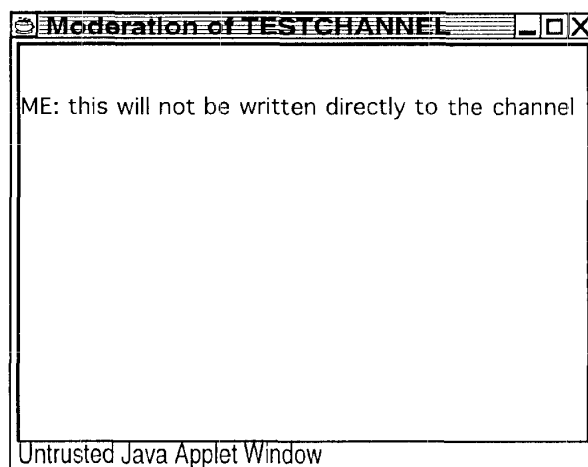 Moderation of TESTCHANNEL
ME: this will not be written directly to the channel
Untrusted Java Applet Window